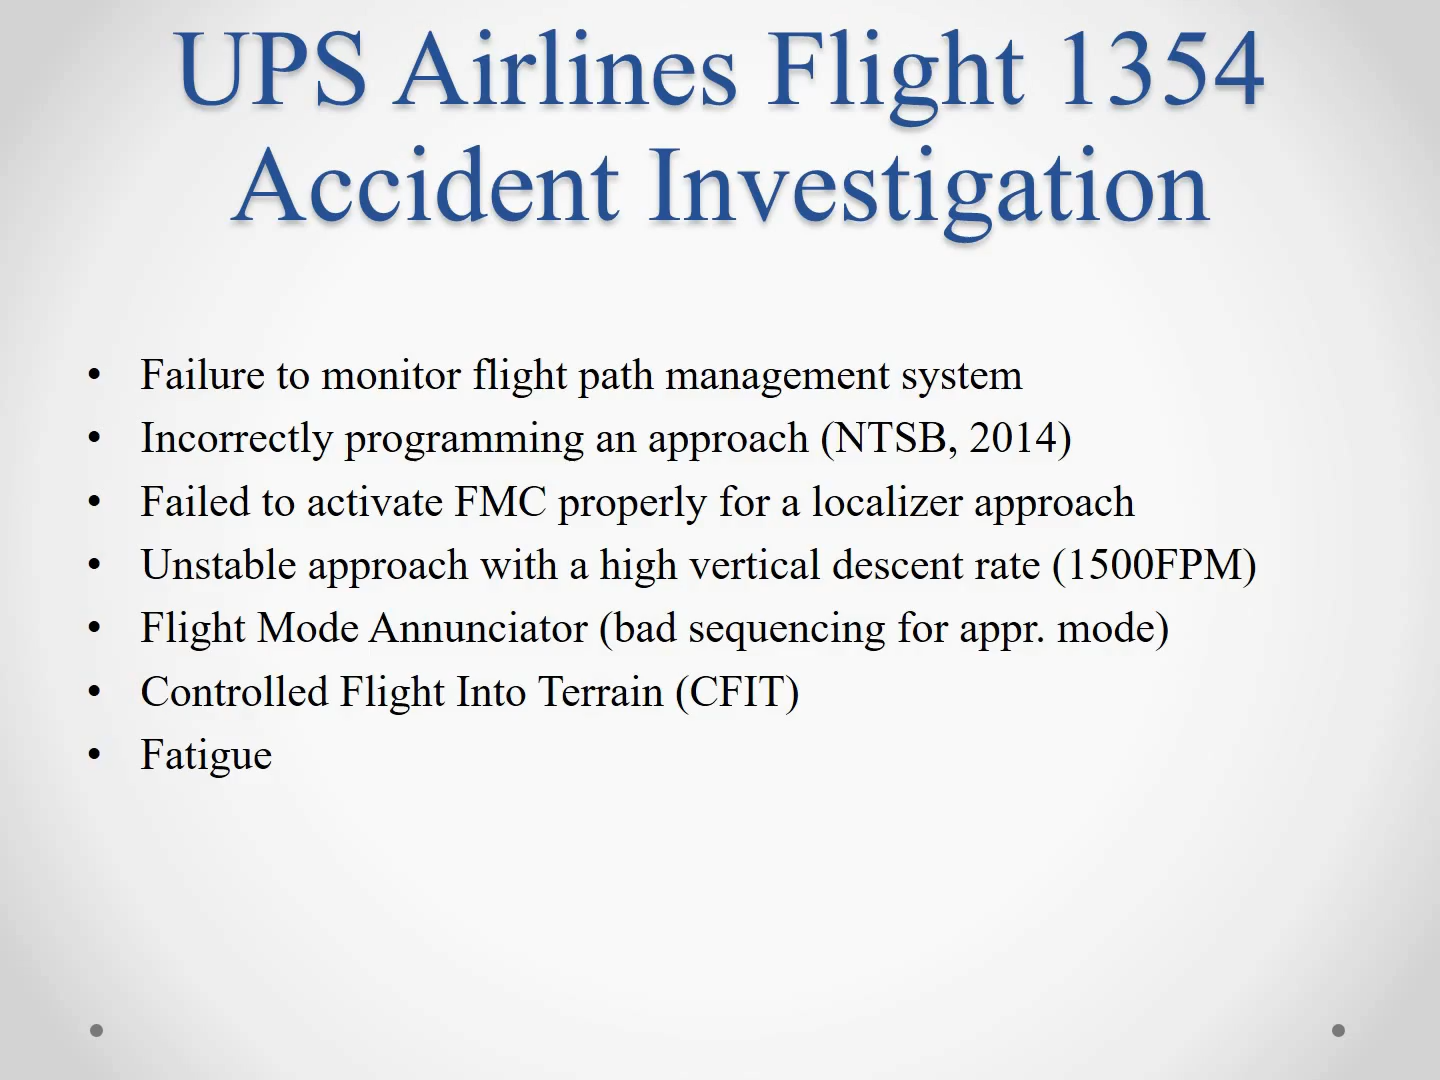 UPS Airlines Flight 1354
Accident Investigation
• Failure to monitor flight path management system
• Incorrectly programming an approach (NTSB, 2014)
• Failed to activate FMC properly for a localizer approach
• Unstable approach with a high vertical descent rate (1500FPM)
• Flight Mode Annunciator (bad sequencing for appr. mode)
• Controlled Flight Into Terrain (CFIT)
• Fatigue